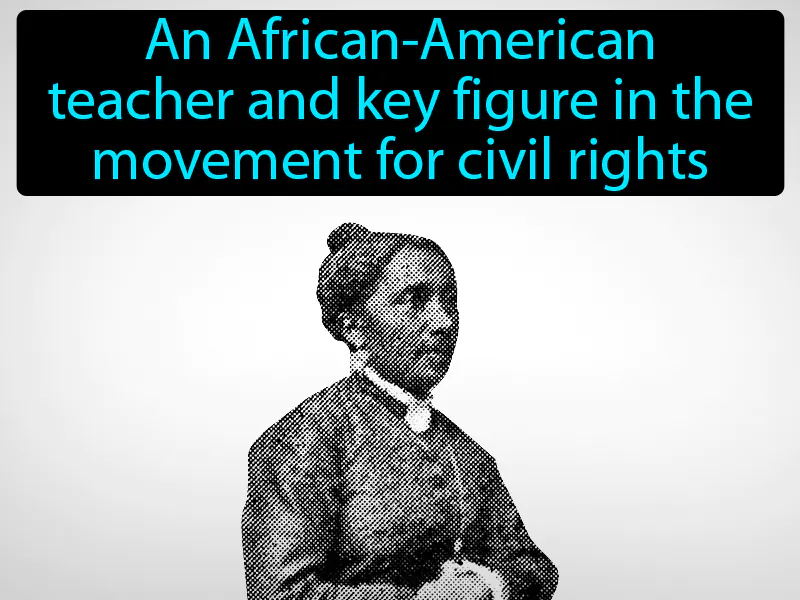 An African-American
teacher and key figure in the
movement for civil rights